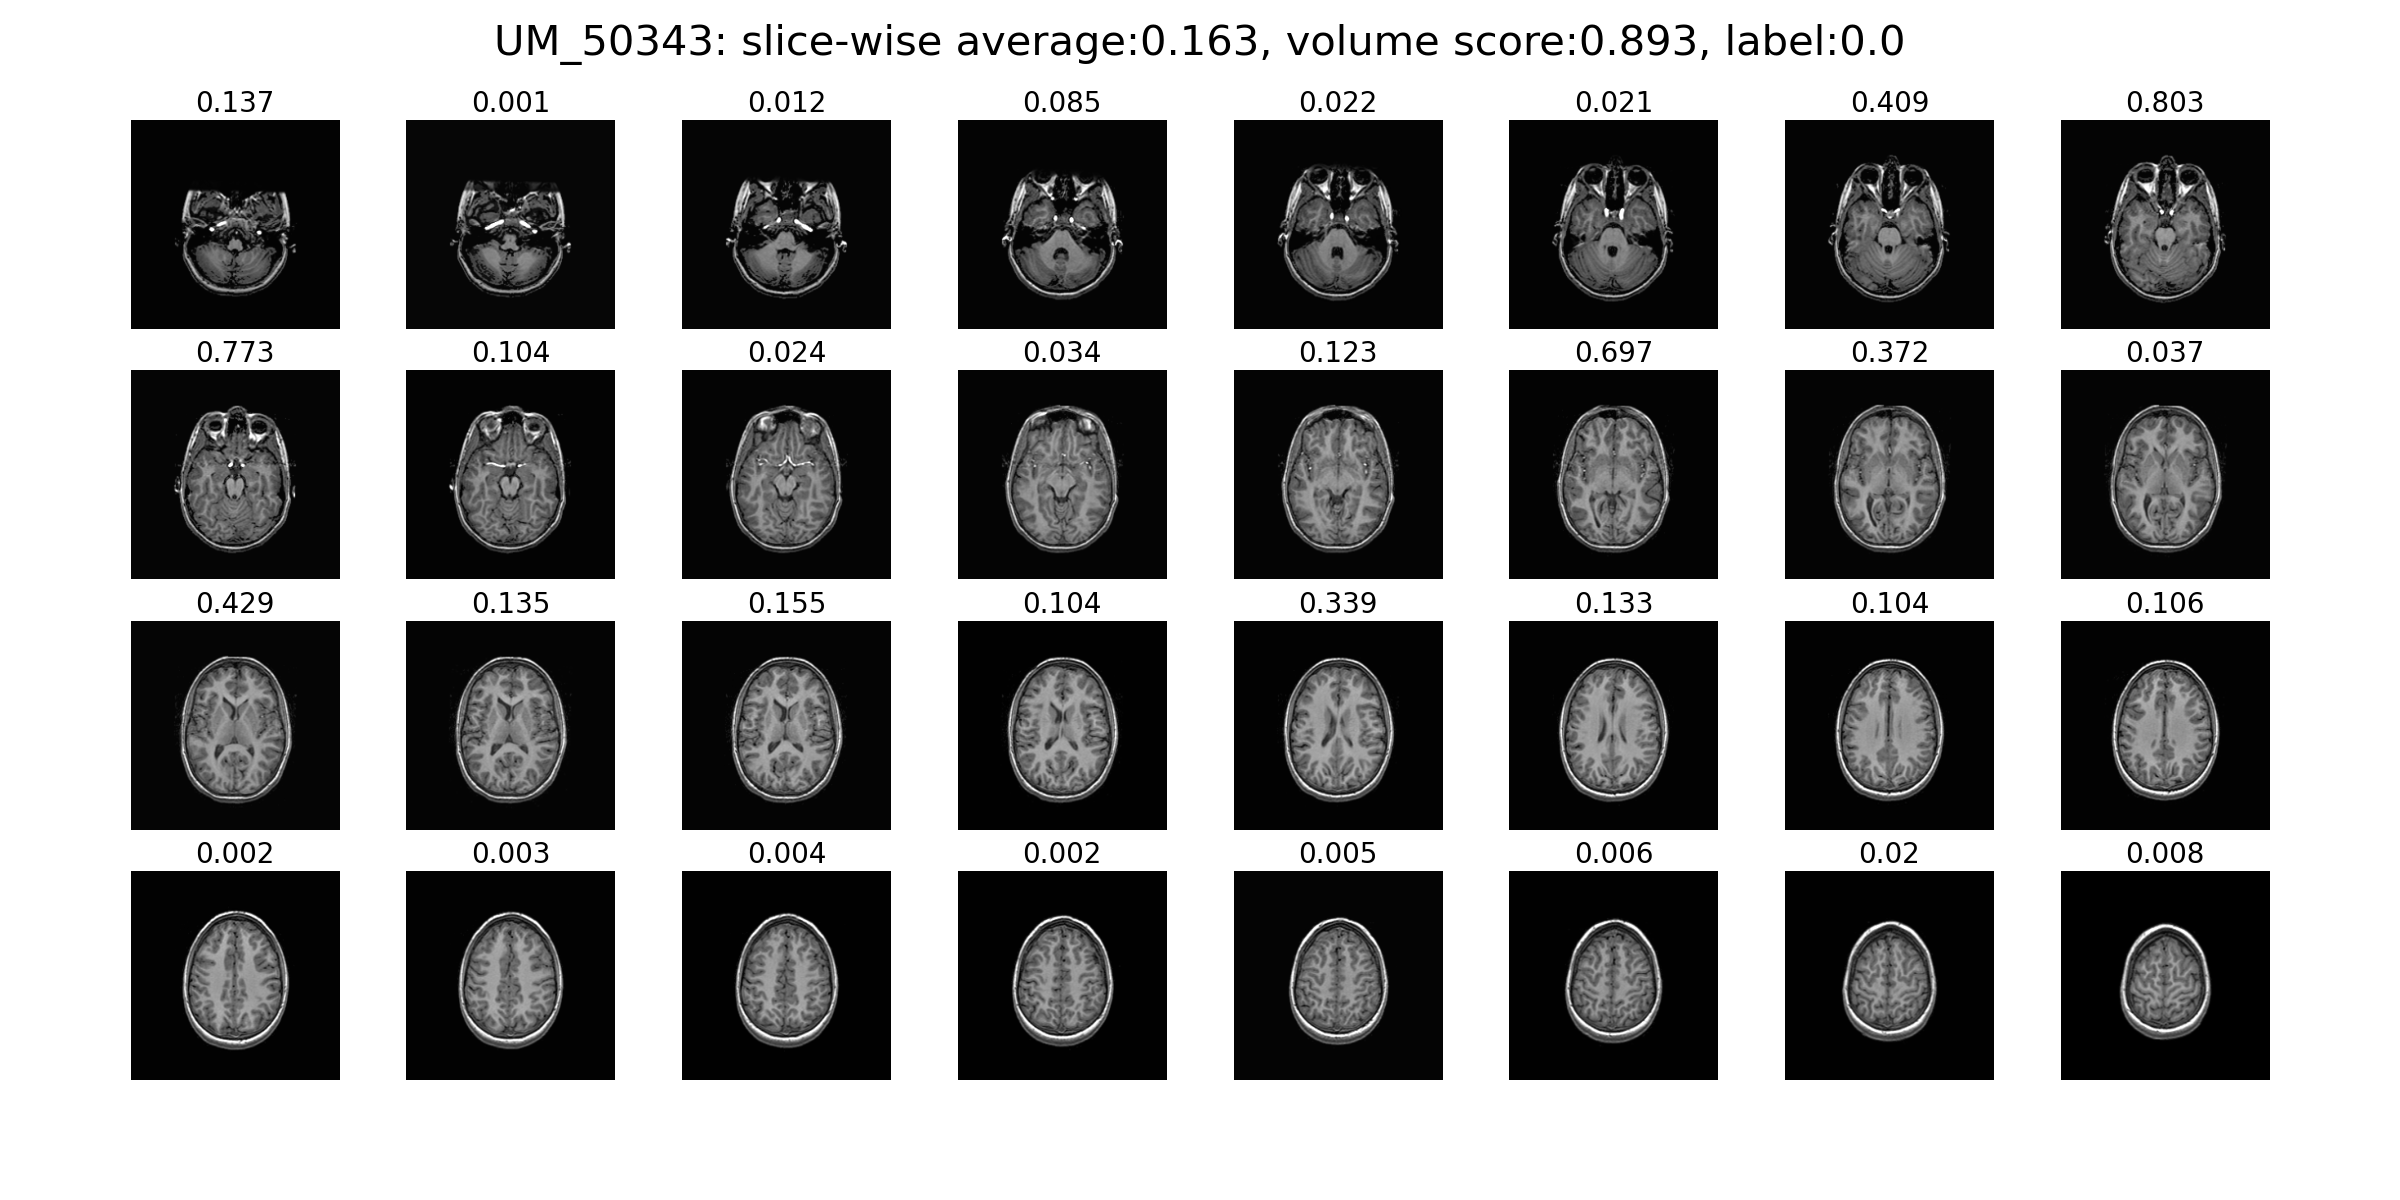 UM_50343: slice-wise average:0.163, volume score:0.893, label:0.0
0.137 0.001 0.012 0.085 0.022 0.021 0.409 0.803
0.773 0.104 0.024 0.034 0.123 0.697 0.372 0.037
0.429 0.135 0.155 0.104 0.339 0.133 0.104 0.106
0.002 0.003 0.004 0.002 0.005 0.006 0.02 0.008